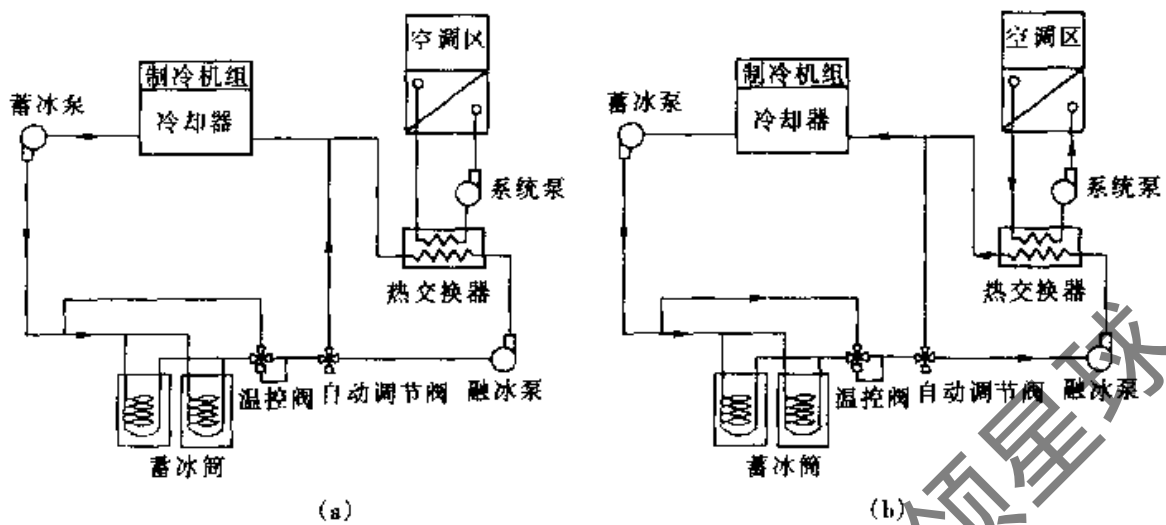 空调区
制冷机组
冷却器
蓄冰泵
系统泵
热交换器
温控阀
自动调节阀
融冰泵
蓄冰筒
(a)
空调区
制冷机组
冷却器
蓄冰泵
系统泵
热交换器
温控阀
自动调节阀
融冰泵
蓄冰筒
(b)
领星球